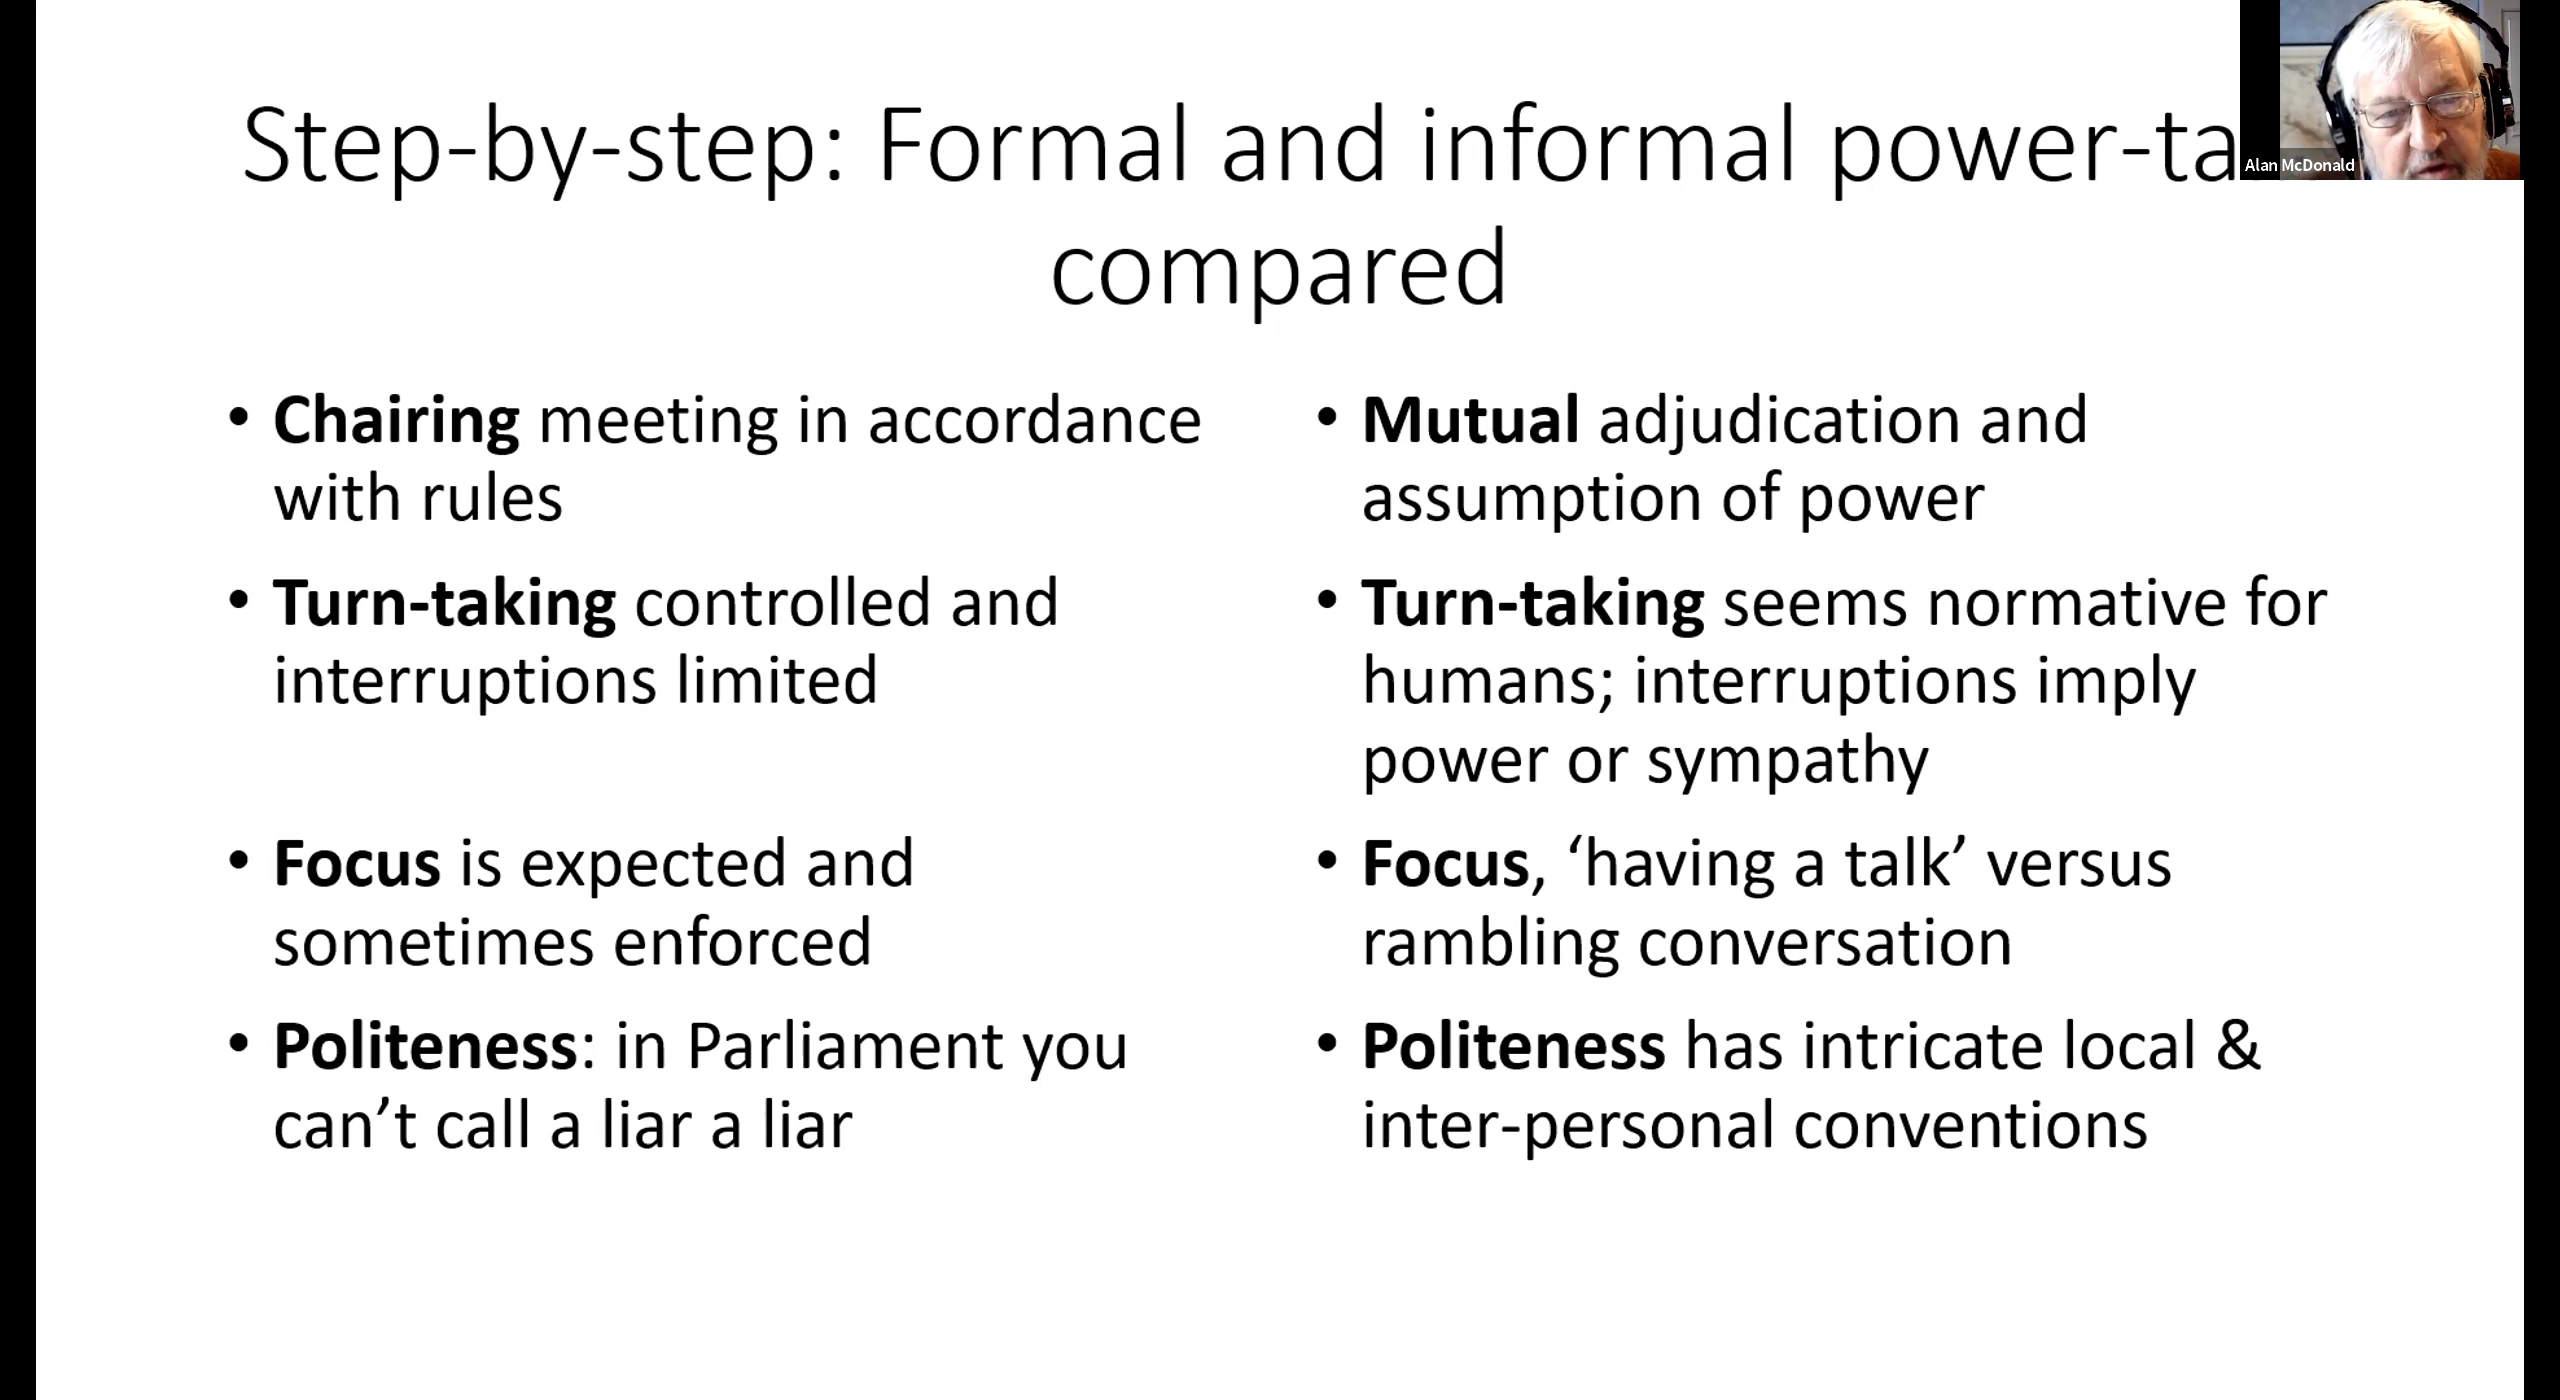 Step-by-step: Formal and informal
compared
Alan McDonald
• Chairing meeting in accordance
with rules
• Turn-taking controlled and
interruptions limited
• Focus is expected and
sometimes enforced
• Politeness: in Parliament you
can’t call a liar a liar
• Mutual adjudication and
assumption of power
• Turn-taking seems normative for
humans; interruptions imply
power or sympathy
• Focus, ‘having a talk’ versus
rambling conversation
• Politeness has intricate local &
inter-personal conventions